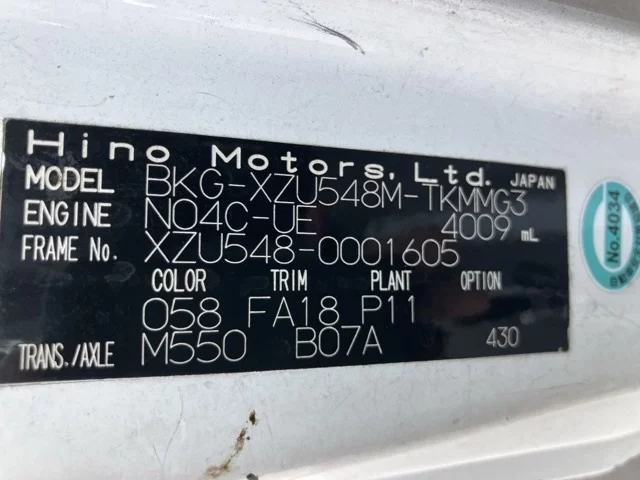 Hino Motors, Ltd. JAPAN
MODEL BKG-XZU548M-TKMMG3
ENGINE N04C-UE 4009 mL
FRAME No. XZU548-0001605
COLOR TRIM PLANT OPTION
058 FA18 P11
TRANS./AXLE M550 B07A 430
No.4034